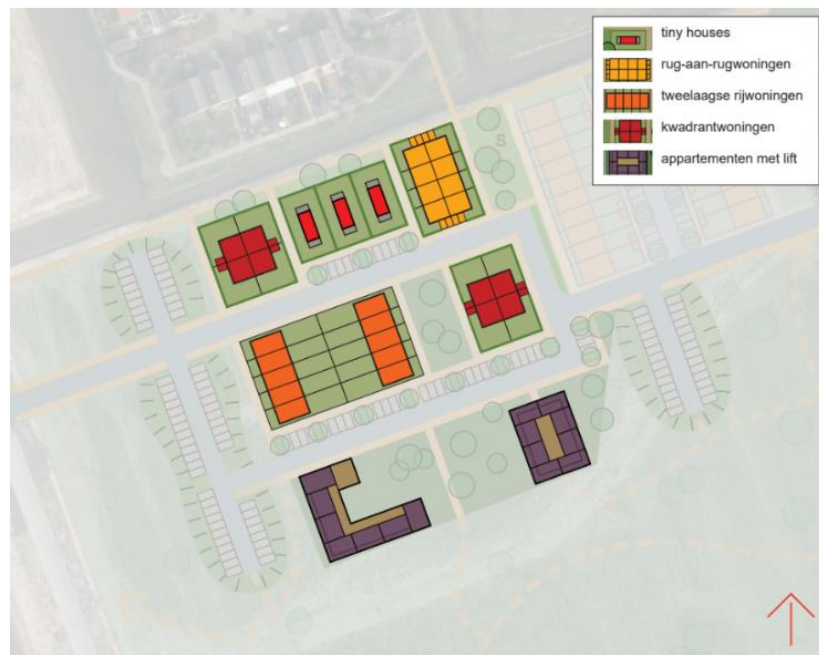 tiny houses
rug-aan-rugwoningen
tweelaagse rijwoningen
kwadrantwoningen
appartementen met lift
S